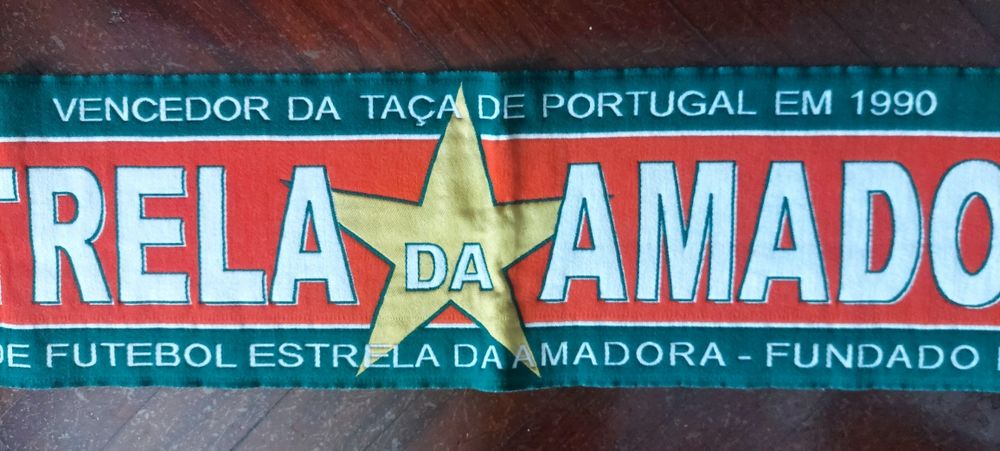 VENCEDOR DA TAÇA DE PORTUGAL EM 1990
TRELA DA AMADO
DE FUTEBOL ESTRELA DA AMADORA - FUNDADO